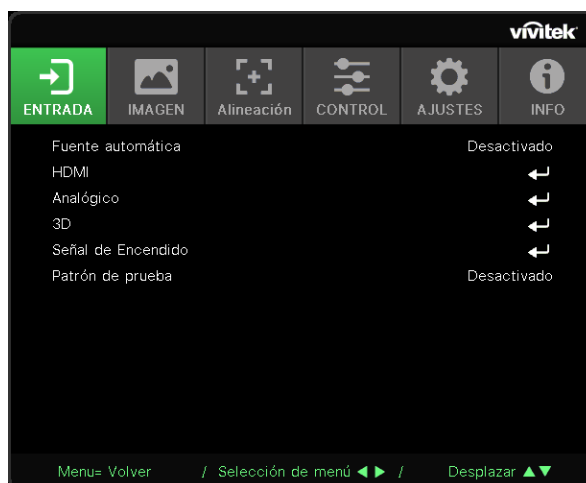 vivitek
ENTRADA IMAGEN Alineación CONTROL AJUSTES INFO
Fuente automática Desactivado
HDMI
Analógico
3D
Señal de Encendido
Patrón de prueba Desactivado
Menu= Volver / Selección de menú ◀ ▶ / Desplazar ▲▼